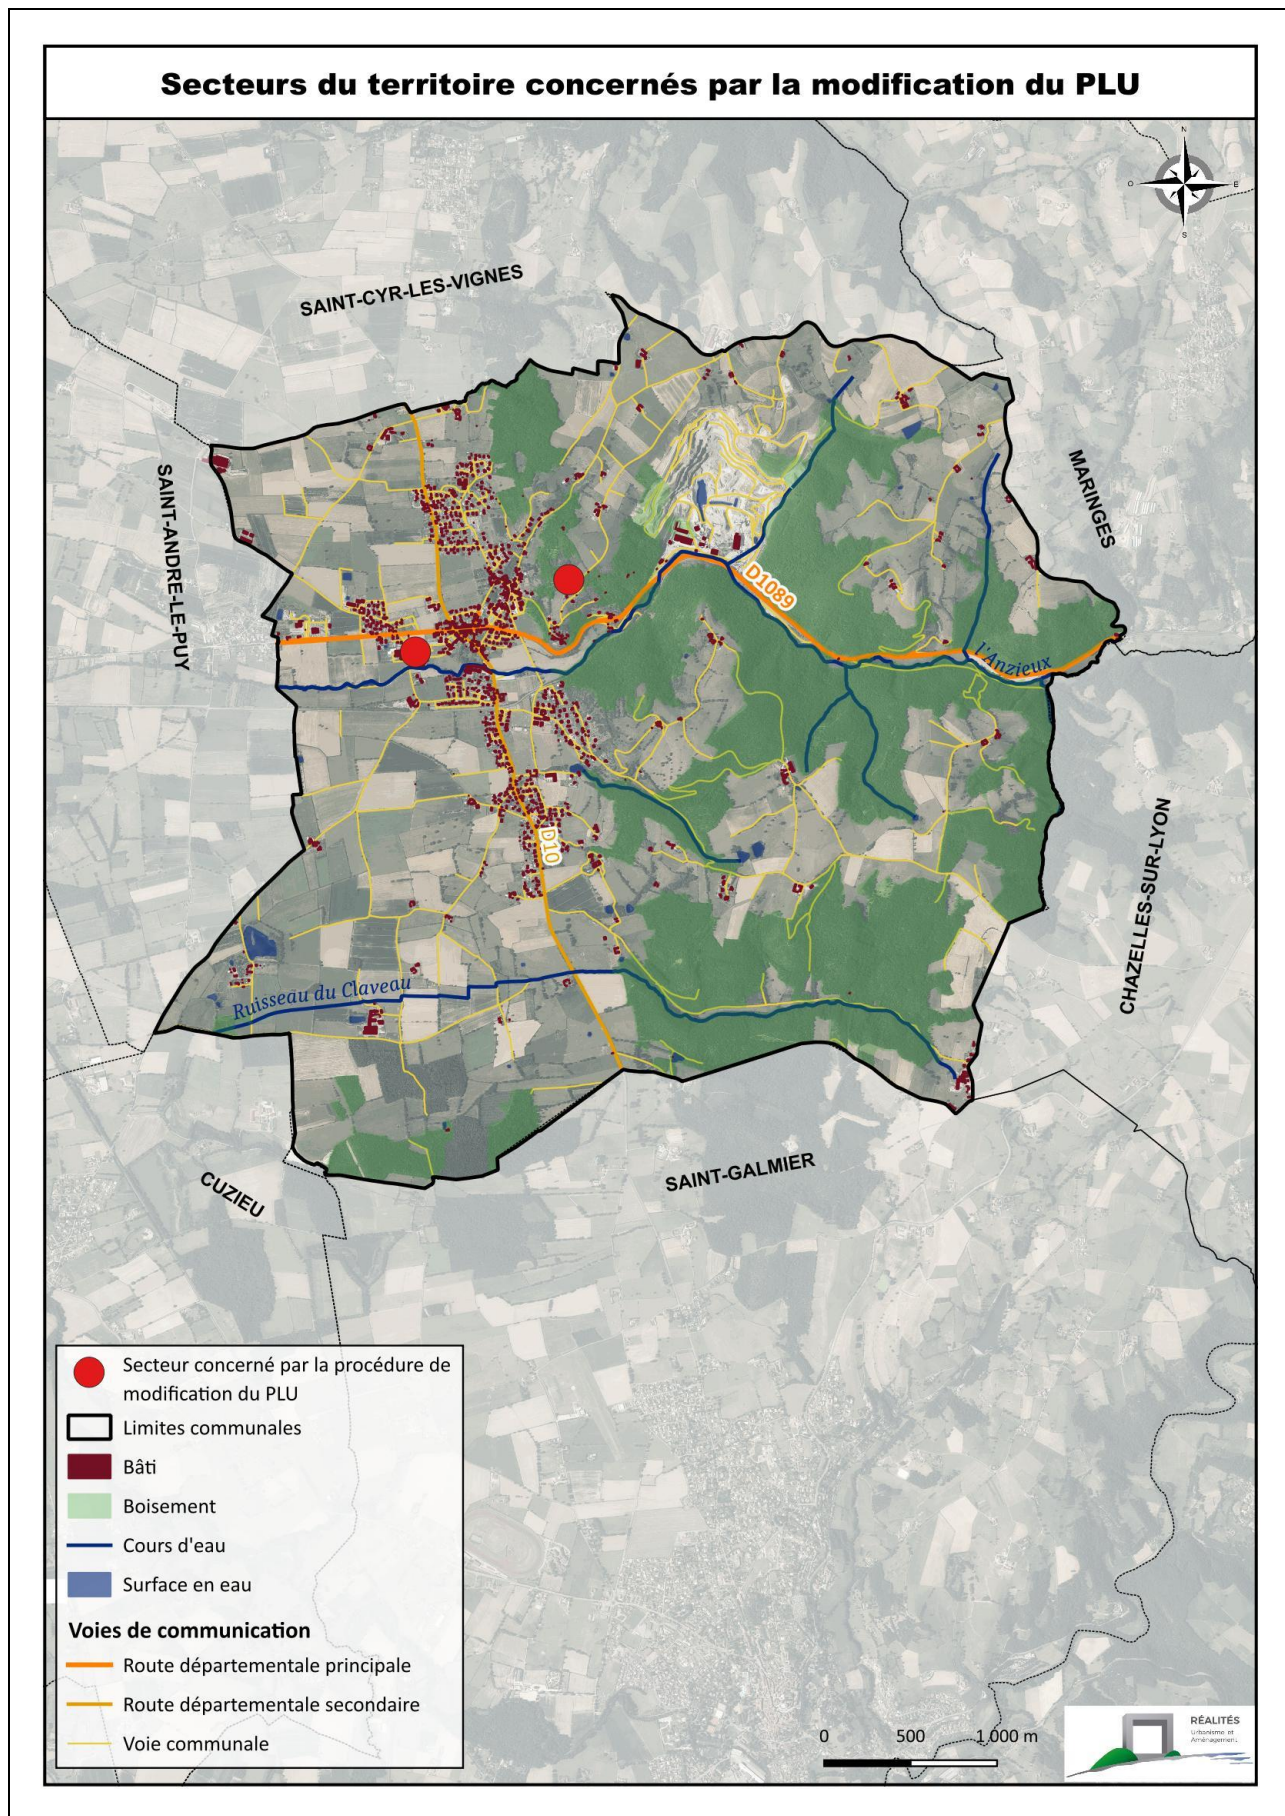 Secteurs du territoire concernés par la modification du PLU
N
O
E
S
SAINT-CYR-LES-VIGNES
SAINT-ANDRE-LE-PUY
MARINGES
D1089
l'Anzieux
D10
CHAZELLES-SUR-LYON
Ruisseau du Claveau
SAINT-GALMIER
CUZIEU
Secteur concerné par la procédure de
modification du PLU
Limites communales
Bâti
Boisement
Cours d'eau
Surface en eau
Voies de communication
Route départementale principale
Route départementale secondaire
Voie communale
0 500 1 000 m
RÉALITÉS
Urbanisme et
Aménagement